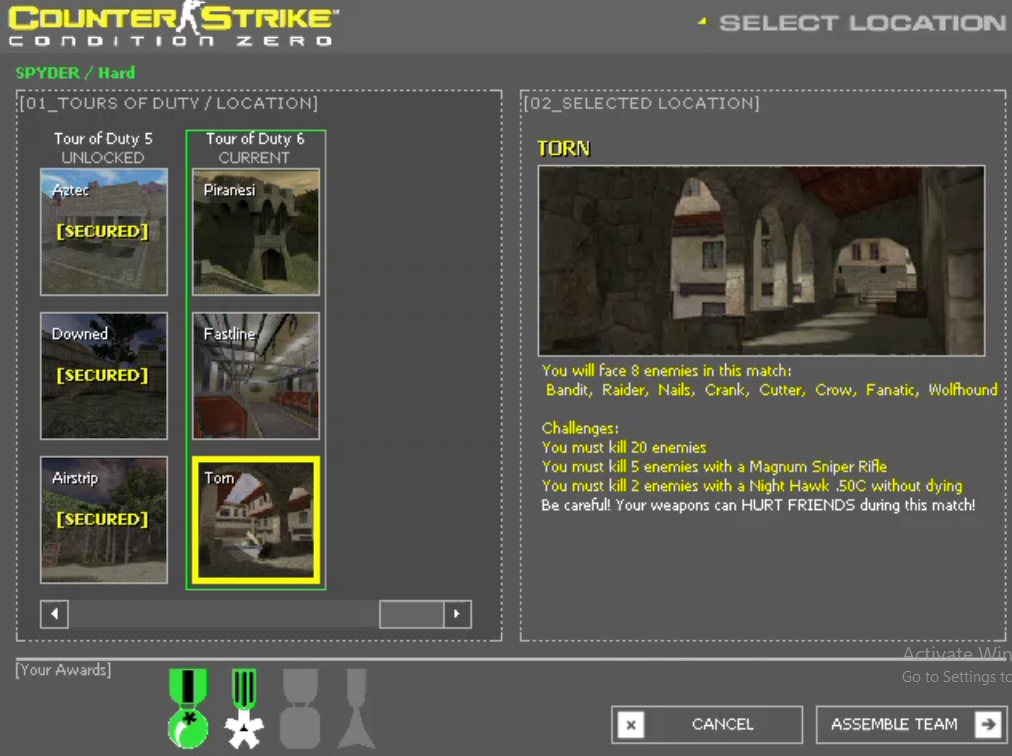 COUNTER STRIKE™
CONDITION ZERO
SELECT LOCATION
SPYDER / Hard
[01_TOURS OF DUTY / LOCATION]
Tour of Duty 5
UNLOCKED
Aztec
[SECURED]
Downed
[SECURED]
Airstrip
[SECURED]
Tour of Duty 6
CURRENT
Piranesi
Fastline
Torn
[02_SELECTED LOCATION]
TORN
You will face 8 enemies in this match:
Bandit, Raider, Nails, Crank, Cutter, Crow, Fanatic, Wolfhound
Challenges:
You must kill 20 enemies
You must kill 5 enemies with a Magnum Sniper Rifle
You must kill 2 enemies with a Night Hawk .50C without dying
Be careful! Your weapons can HURT FRIENDS during this match!
[Your Awards]
CANCEL
ASSEMBLE TEAM
Activate Win
Go to Settings to